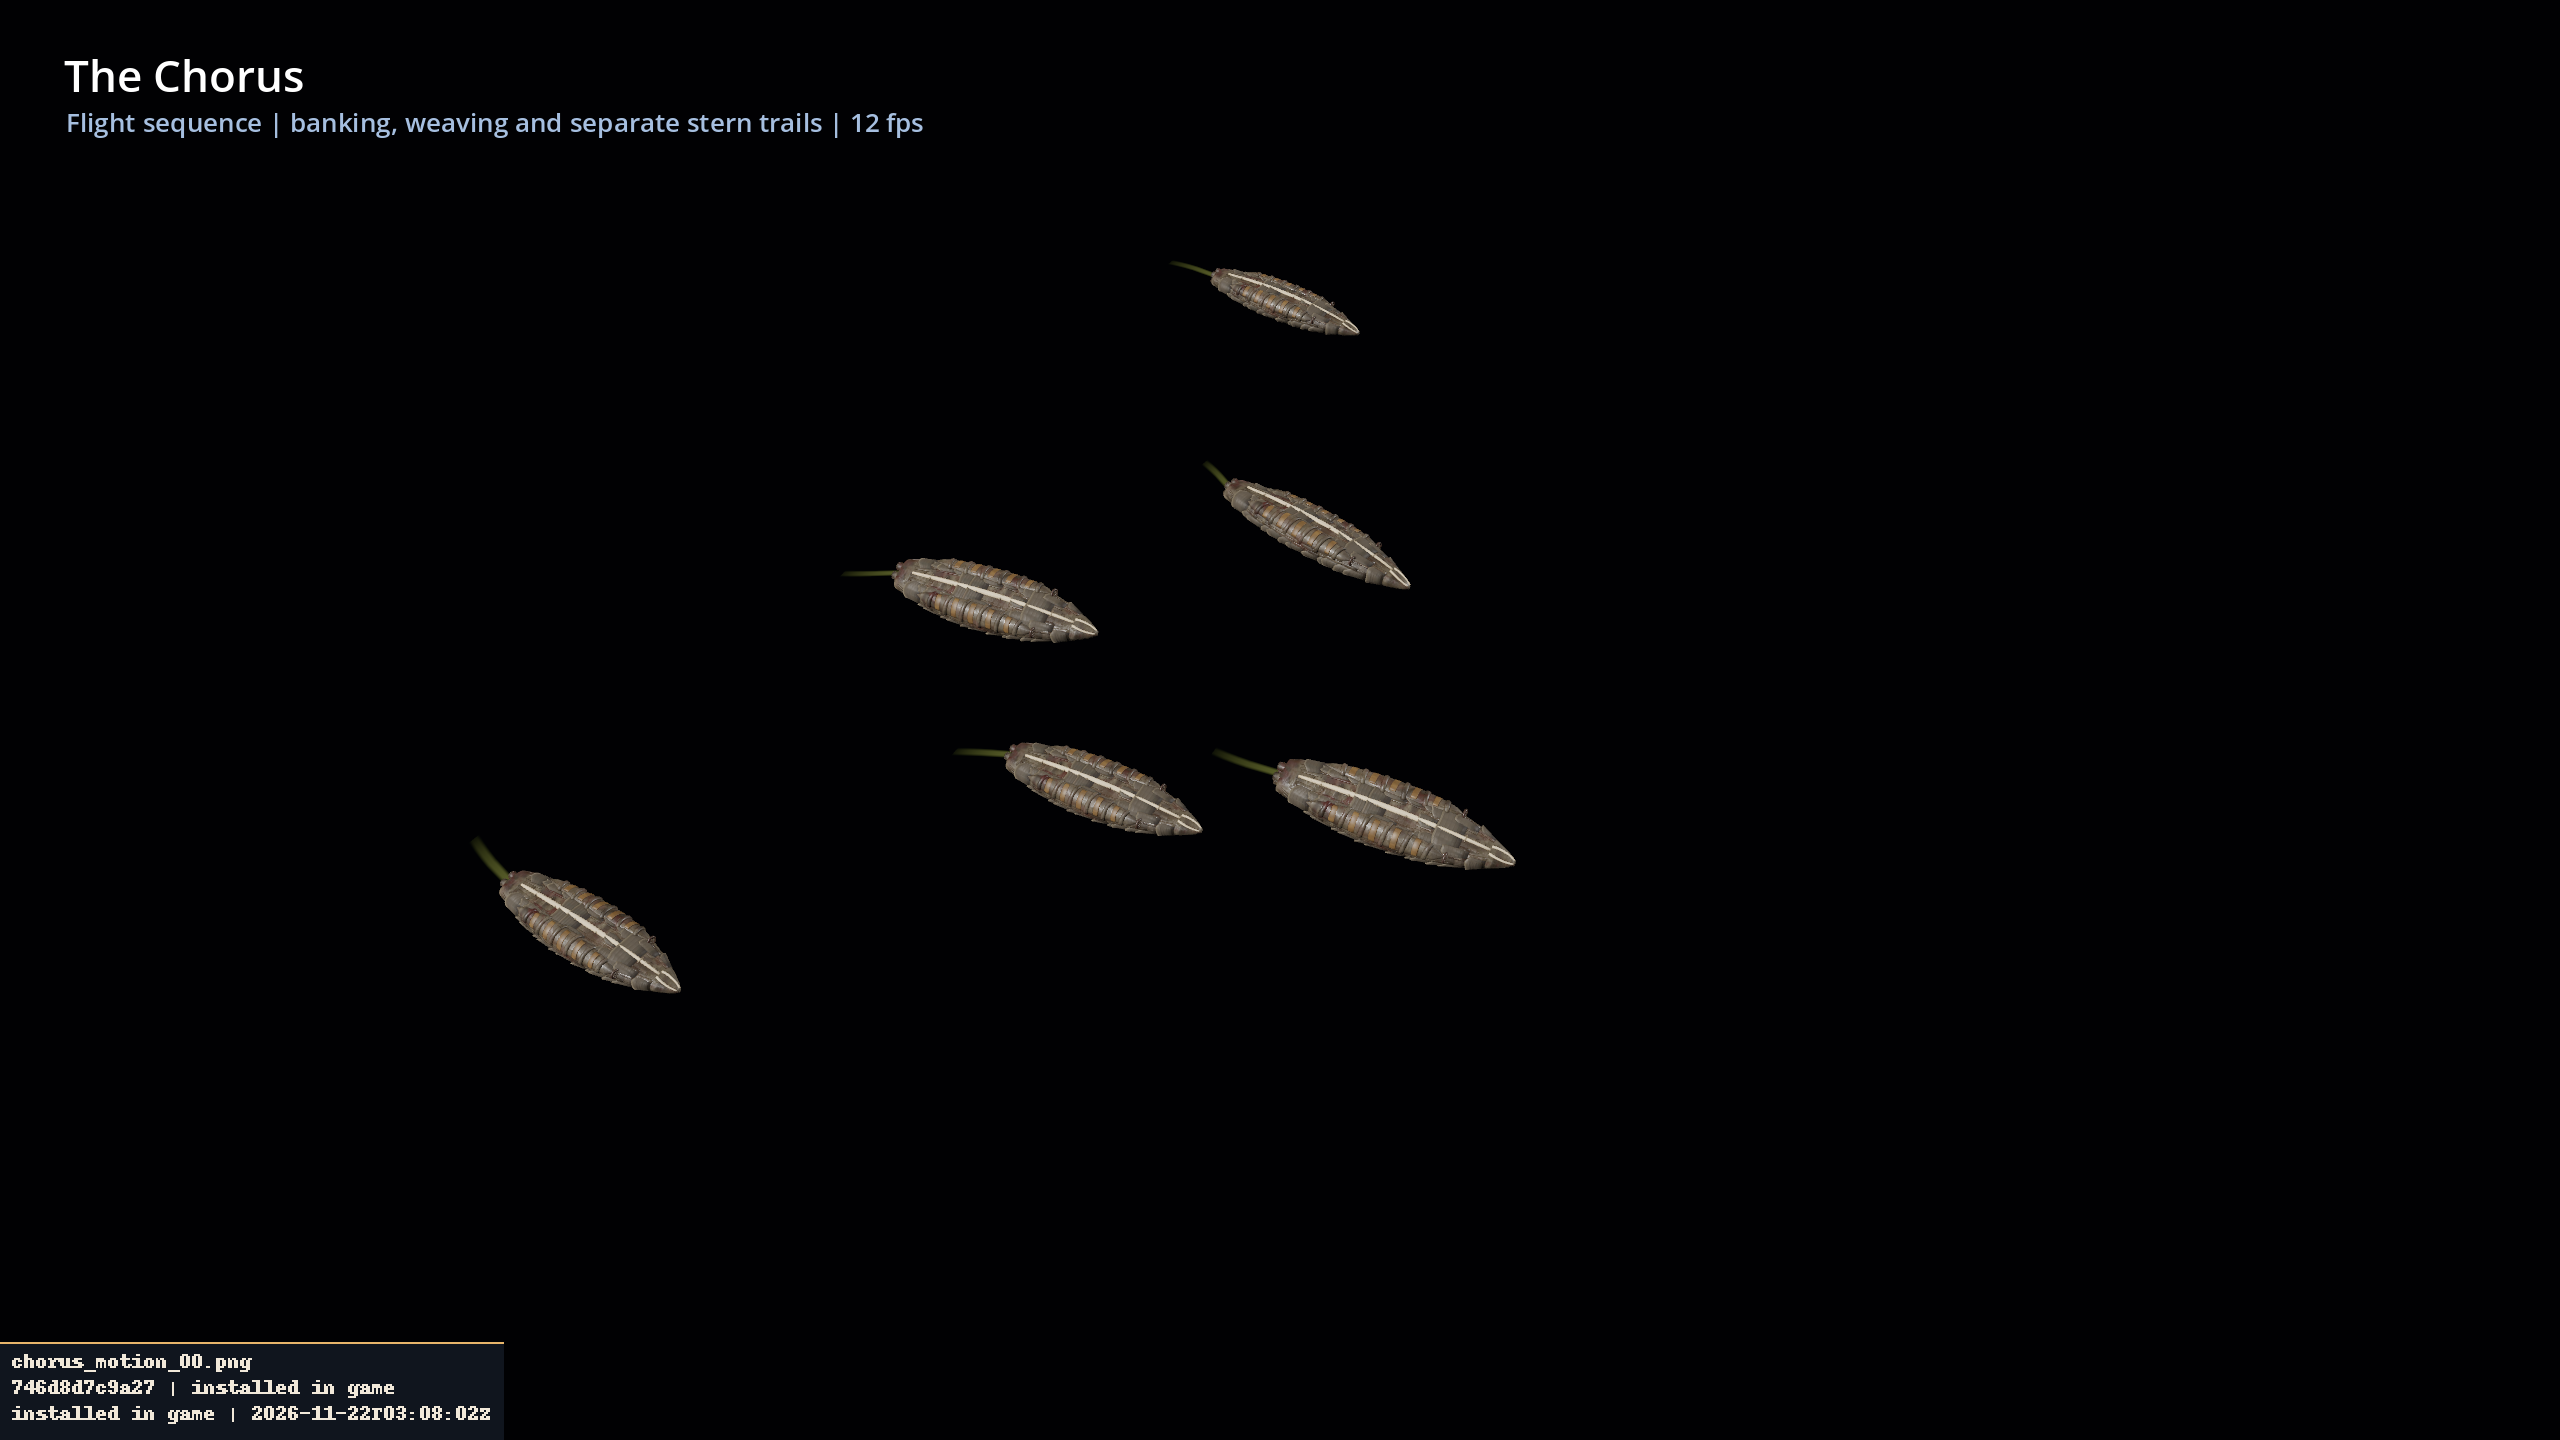 The Chorus
Flight sequence | banking, weaving and separate stern trails | 12 fps
chorus_motion_00.png
746d8d7c9a27 | installed in game
installed in game | 2026-11-22T03:08:02Z